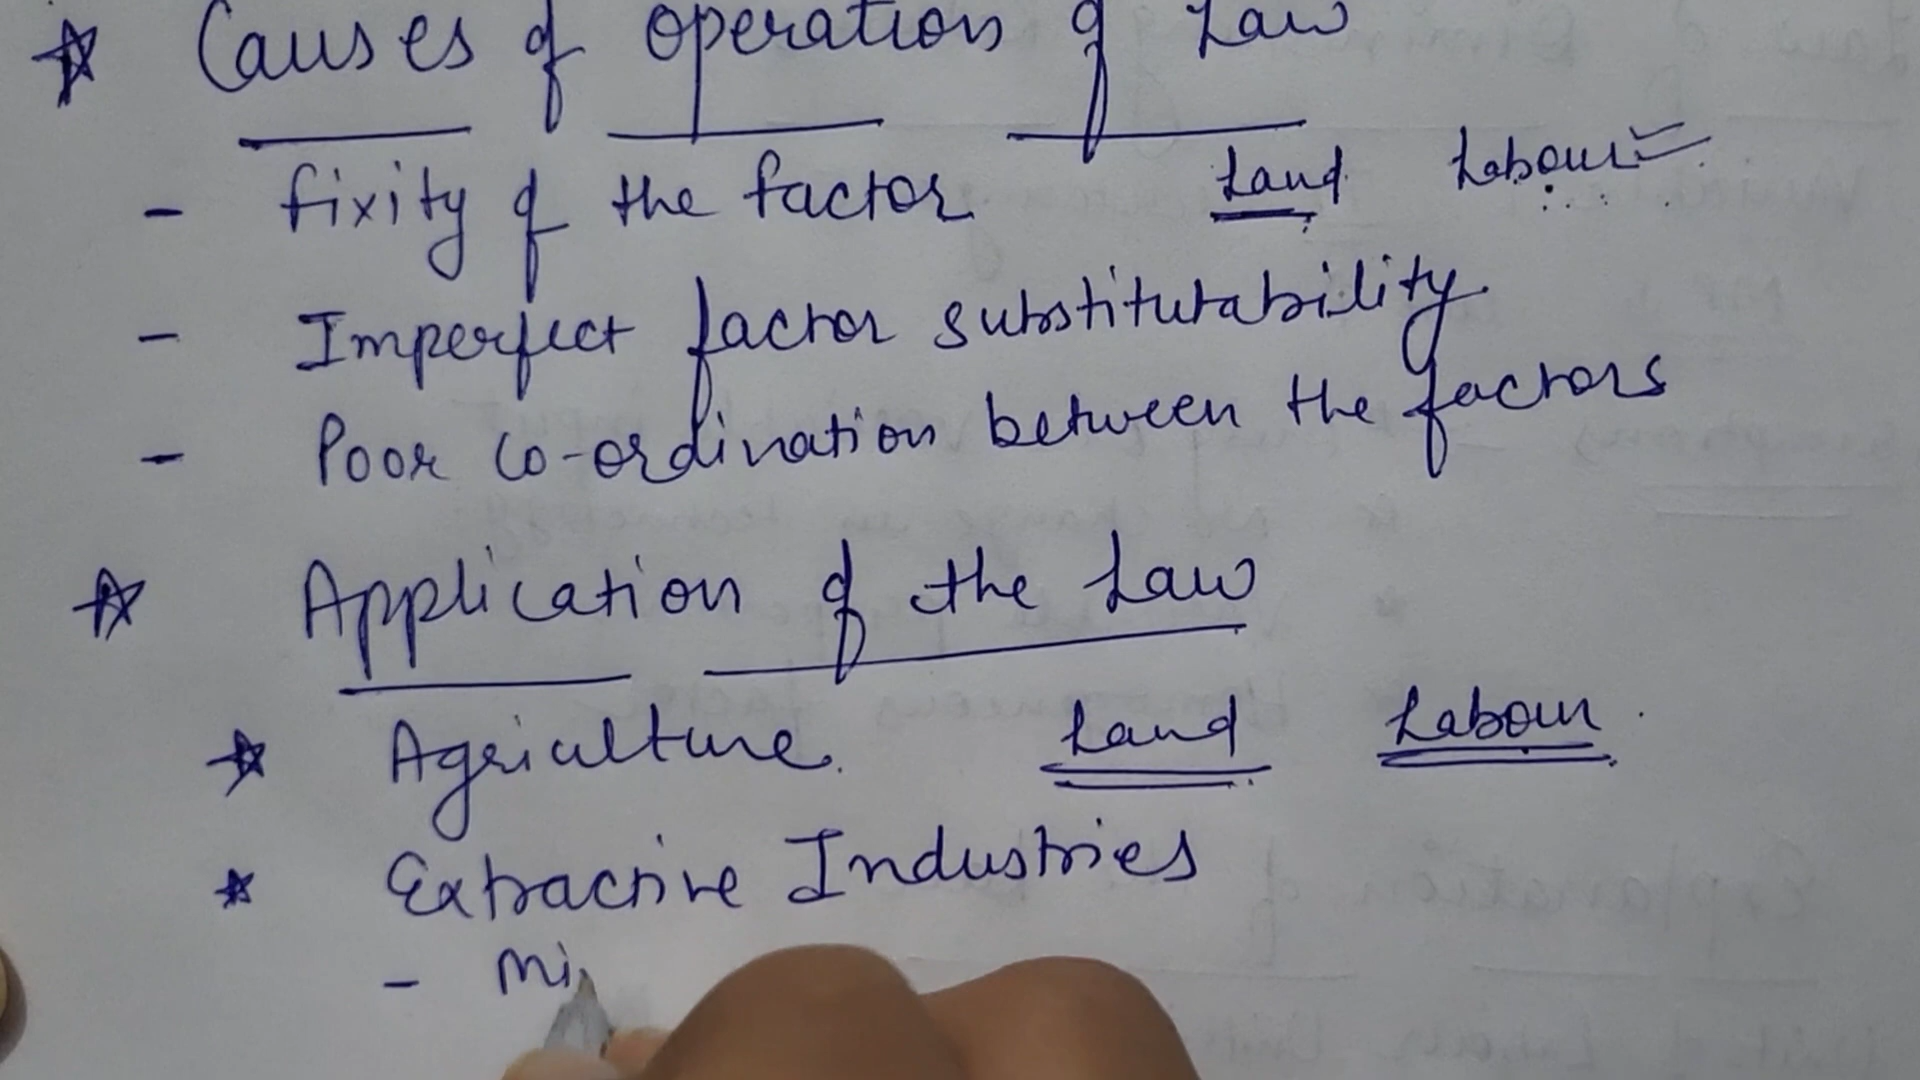 Causes of operation of Law
- fixity of the factor Land Labour
- Imperfect factor substitutability
- Poor Co-ordination between the factors
Application of the Law
Agriculture. Land Labour.
Extractive Industries
- Mi